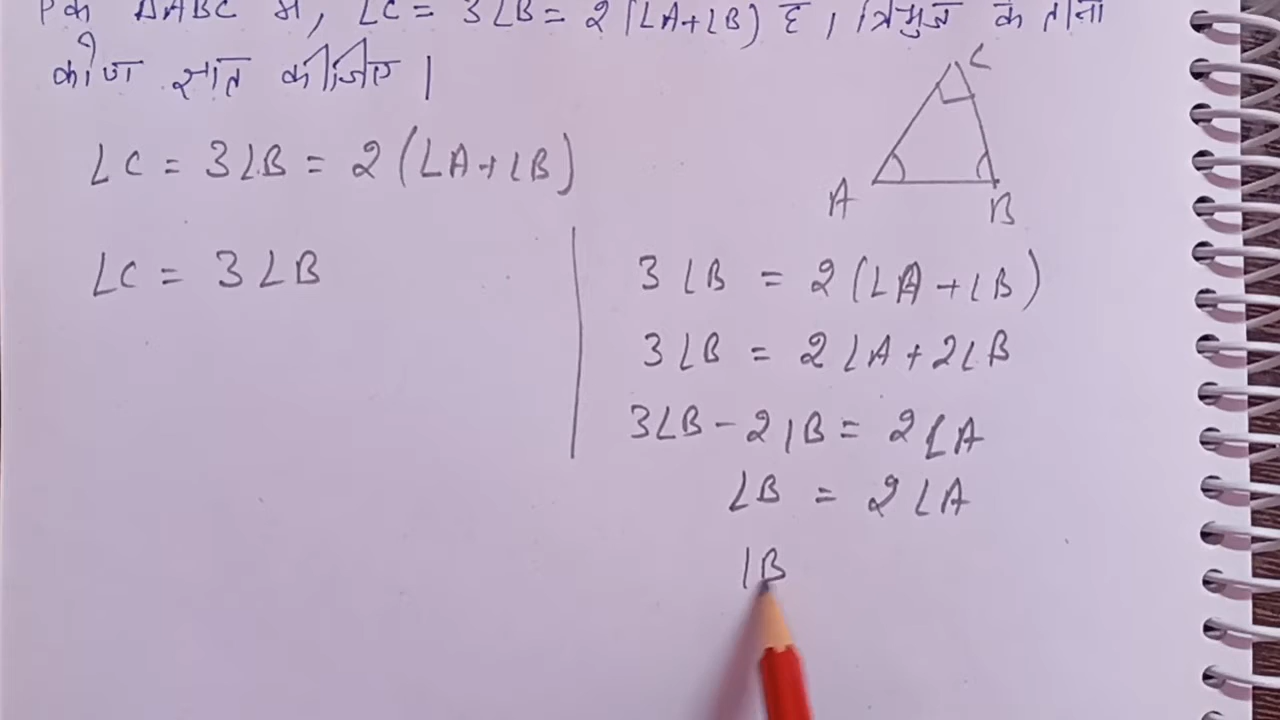 एक ΔABC में, ∠C = 3∠B = 2(∠A+∠B) है, त्रिभुज के तीनों
कोण ज्ञात कीजिए।
∠C = 3∠B = 2(∠A+∠B)
C
A
B
∠C = 3∠B
3∠B = 2(∠A+∠B)
3∠B = 2∠A+2∠B
3∠B-2∠B = 2∠A
∠B = 2∠A
∠B